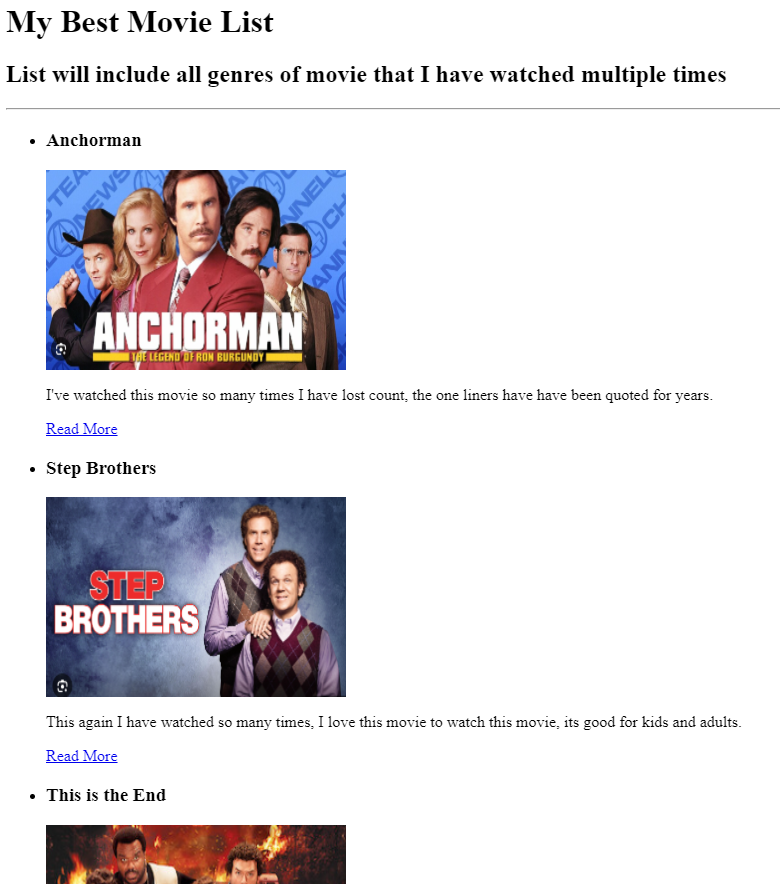 My Best Movie List
List will include all genres of movie that I have watched multiple times
Anchorman
ANCHORMAN
THE LEGEND OF RON BURGUNDY
I've watched this movie so many times I have lost count, the one liners have have been quoted for years.
Read More
Step Brothers
STEP
BROTHERS
This again I have watched so many times, I love this movie to watch this movie, its good for kids and adults.
Read More
This is the End